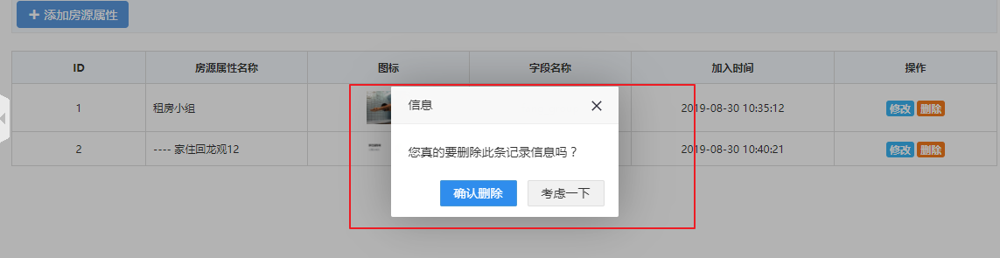 添加房源属性
ID 房源属性名称 图标 字段名称 加入时间 操作
1 租房小组 2019-08-30 10:35:12 修改 删除
2 ---- 家住回龙观12 2019-08-30 10:40:21 修改 删除
信息
您真的要删除此条记录信息吗？
确认删除 考虑一下